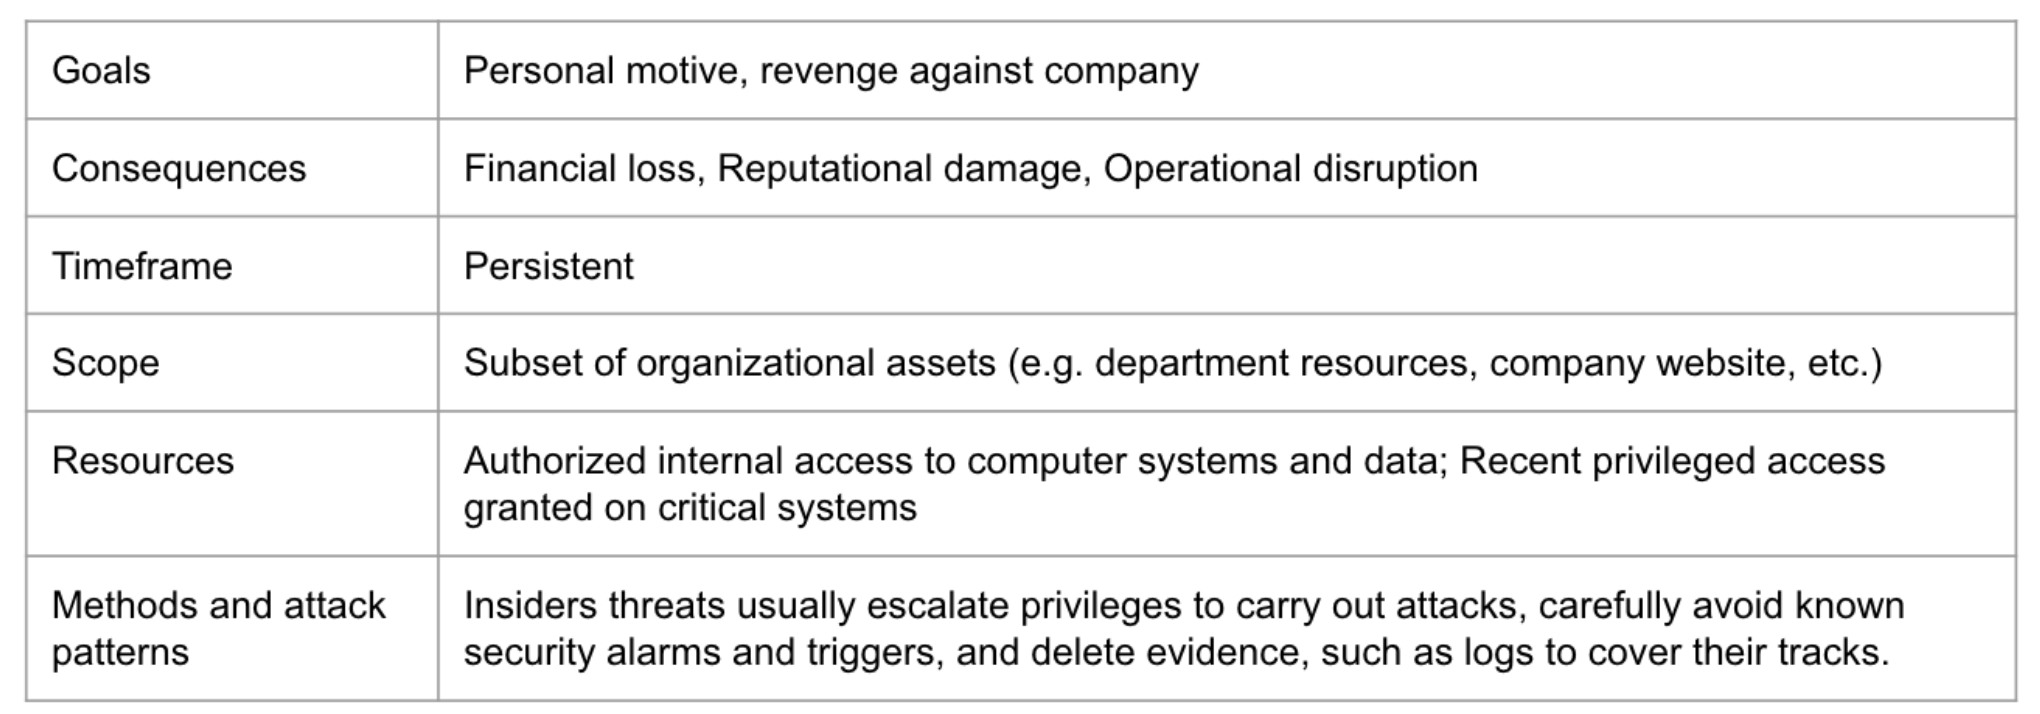 Goals
Personal motive, revenge against company
Consequences
Financial loss, Reputational damage, Operational disruption
Timeframe
Persistent
Scope
Subset of organizational assets (e.g. department resources, company website, etc.)
Resources
Authorized internal access to computer systems and data; Recent privileged access
granted on critical systems
Methods and attack
patterns
Insiders threats usually escalate privileges to carry out attacks, carefully avoid known
security alarms and triggers, and delete evidence, such as logs to cover their tracks.